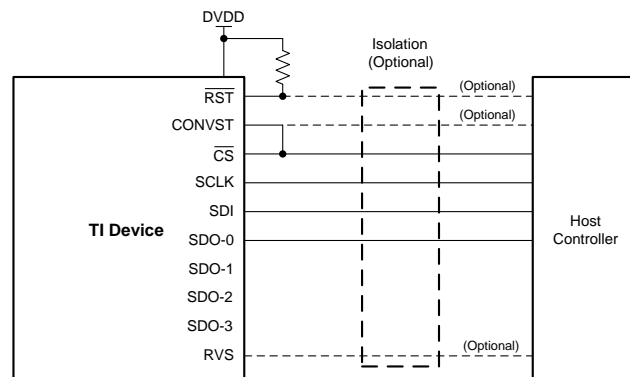 DVDD
Isolation
(Optional)
RST
(Optional)
CONVST
(Optional)
CS
SCLK
SDI
TI Device
SDO-0
Host
Controller
SDO-1
SDO-2
SDO-3
RVS
(Optional)